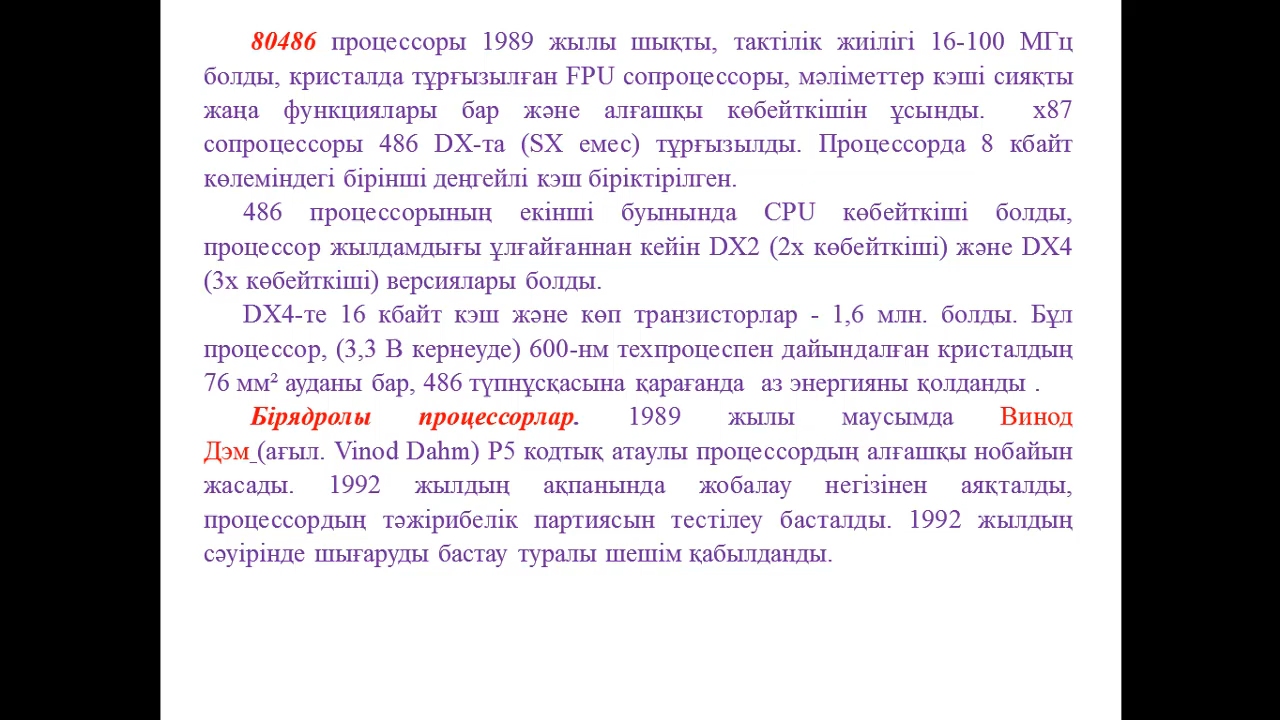 80486 процессоры 1989 жылы шықты, тактілік жиілігі 16-100 МГц
болды, кристалда тұрғызылған FPU сопроцессоры, мәліметтер кэші сияқты
жаңа функциялары бар және алғашқы көбейткішін ұсынды. x87
сопроцессоры 486 DX-та (SX емес) тұрғызылды. Процессорда 8 кбайт
көлеміндегі бірінші деңгейлі кэш біріктірілген.
486 процессорының екінші буынында CPU көбейткіші болды,
процессор жылдамдығы ұлғайғаннан кейін DX2 (2x көбейткіші) және DX4
(3x көбейткіші) версиялары болды.
DX4-те 16 кбайт кэш және көп транзисторлар - 1,6 млн. болды. Бұл
процессор, (3,3 В кернеуде) 600-нм техпроцеспен дайындалған кристалдың
76 мм² ауданы бар, 486 түпнұсқасына қарағанда аз энергияны қолданды .
Бірядролы процессорлар. 1989 жылы маусымда Винод
Дэм (ағыл. Vinod Dahm) P5 кодтық атаулы процессордың алғашқы нобайын
жасады. 1992 жылдың ақпанында жобалау негізінен аяқталды,
процессордың тәжірибелік партиясын тестілеу басталды. 1992 жылдың
сәуірінде шығаруды бастау туралы шешім қабылданды.